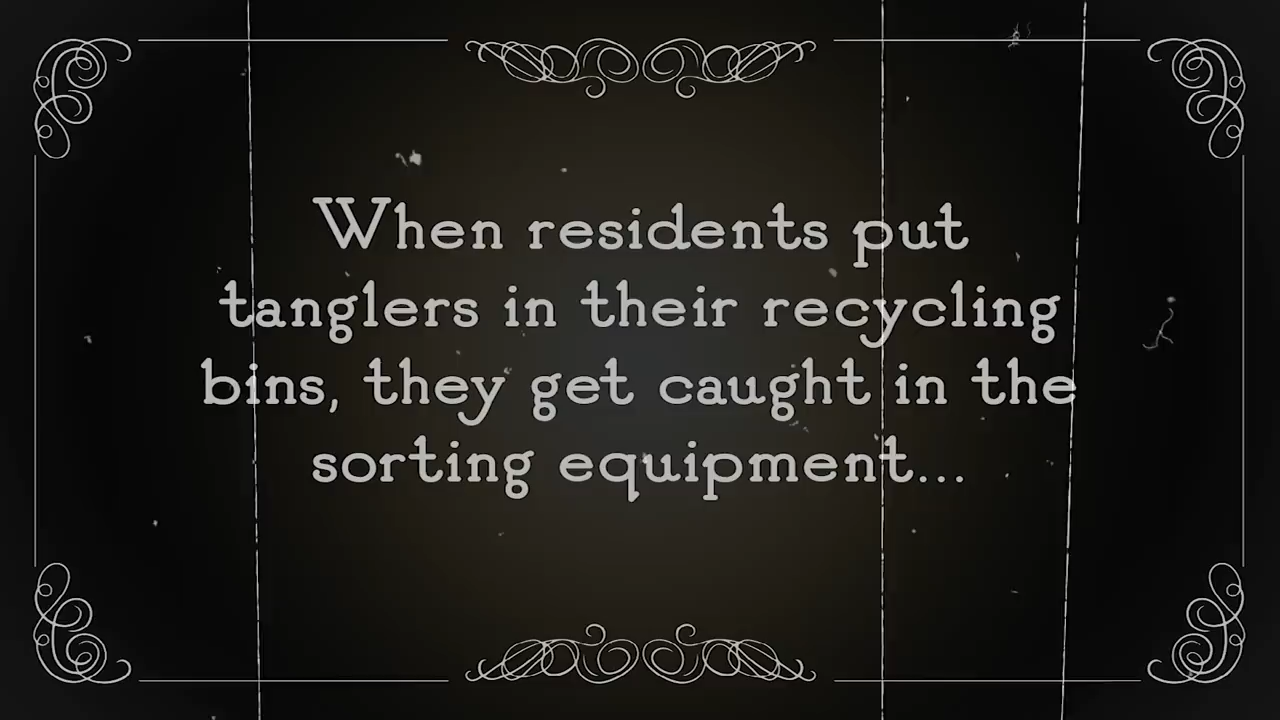 When residents put
tanglers in their recycling
bins, they get caught in the
sorting equipment...